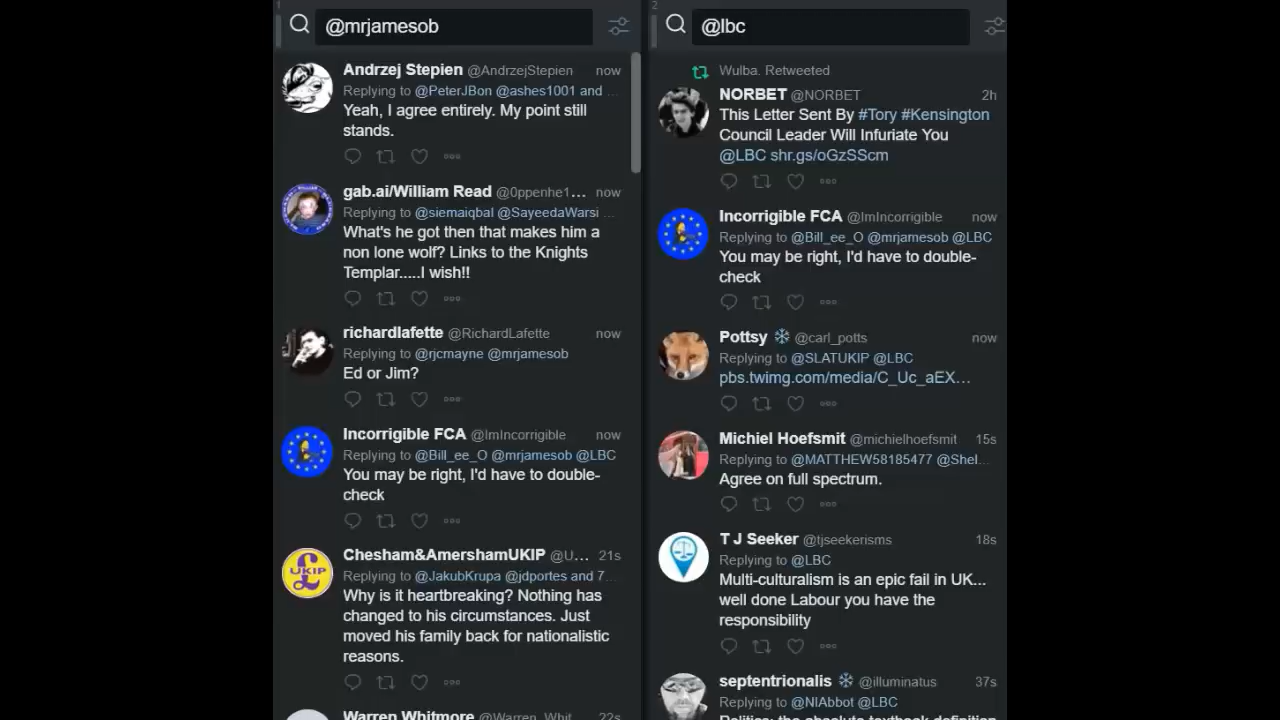 1
@mrjamesob
Andrzej Stepien @AndrzejStepien now
Replying to @PeterJBon @ashes1001 and ...
Yeah, I agree entirely. My point still
stands.
gab.ai/William Read @0ppenhe1... now
Replying to @siemaiqbal @SayeedaWarsi ...
What's he got then that makes him a
non lone wolf? Links to the Knights
Templar.....I wish!!
richardlafette @RichardLafette now
Replying to @rjcmayne @mrjamesob
Ed or Jim?
Incorrigible FCA @ImIncorrigible now
Replying to @Bill_ee_O @mrjamesob @LBC
You may be right, I'd have to double-
check
UKIP
Chesham&AmershamUKIP @U... 21s
Replying to @JakubKrupa @jdportes and 7...
Why is it heartbreaking? Nothing has
changed to his circumstances. Just
moved his family back for nationalistic
reasons.
Warren Whitmore @Warren_Whit... 22s
2
@lbc
Wulba. Retweeted
NORBET @NORBET 2h
This Letter Sent By #Tory #Kensington
Council Leader Will Infuriate You
@LBC shr.gs/oGzSScm
Incorrigible FCA @ImIncorrigible now
Replying to @Bill_ee_O @mrjamesob @LBC
You may be right, I'd have to double-
check
Pottsy ❄ @carl_potts now
Replying to @SLATUKIP @LBC
pbs.twimg.com/media/C_Uc_aEX…
Michiel Hoefsmit @michielhoefsmit 15s
Replying to @MATTHEW58185477 @Shel...
Agree on full spectrum.
T J Seeker @tjseekerisms 18s
Replying to @LBC
Multi-culturalism is an epic fail in UK...
well done Labour you have the
responsibility
septentrionalis ❄ @illuminatus 37s
Replying to @NIAbbot @LBC
Politics: the absolute textbook definition